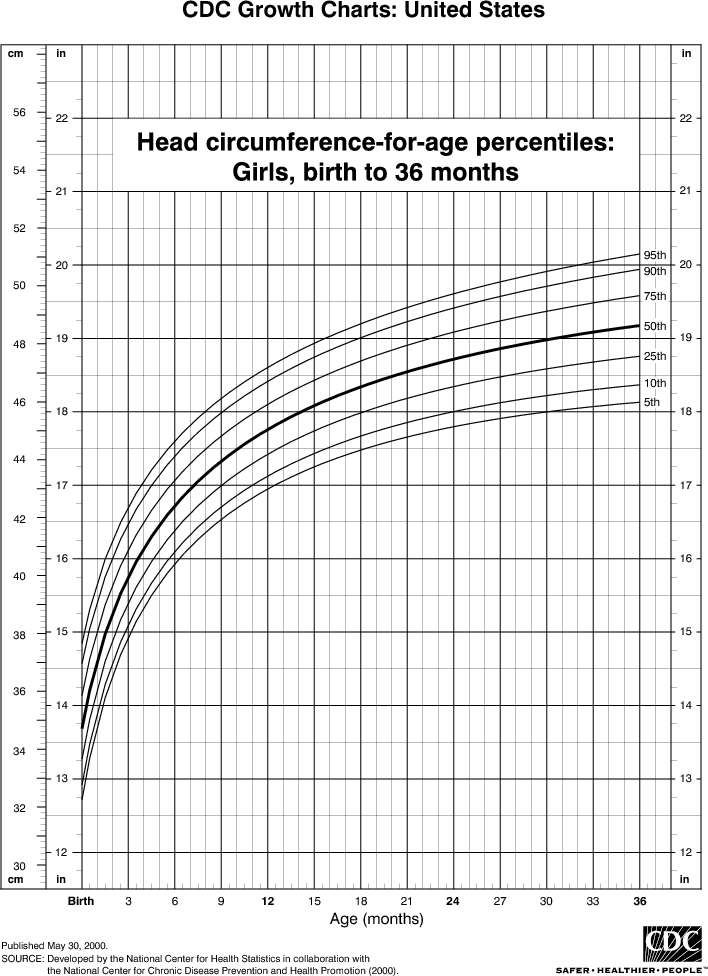 CDC Growth Charts: United States
cm in in
56 22 22
Head circumference-for-age percentiles:
Girls, birth to 36 months
54
21 21
52
95th
20 20
90th
50
75th
50th
19 19
48
25th
10th
46 5th
18 18
44
17 17
42
16 16
40
15 15
38
36
14 14
34
13 13
32
12 12
30
cm in in
Birth 3 6 9 12 15 18 21 24 27 30 33 36
Age (months)
Published May 30, 2000.
SOURCE: Developed by the National Center for Health Statistics in collaboration with
the National Center for Chronic Disease Prevention and Health Promotion (2000).
CDC
SAFER • HEALTHIER • PEOPLE™